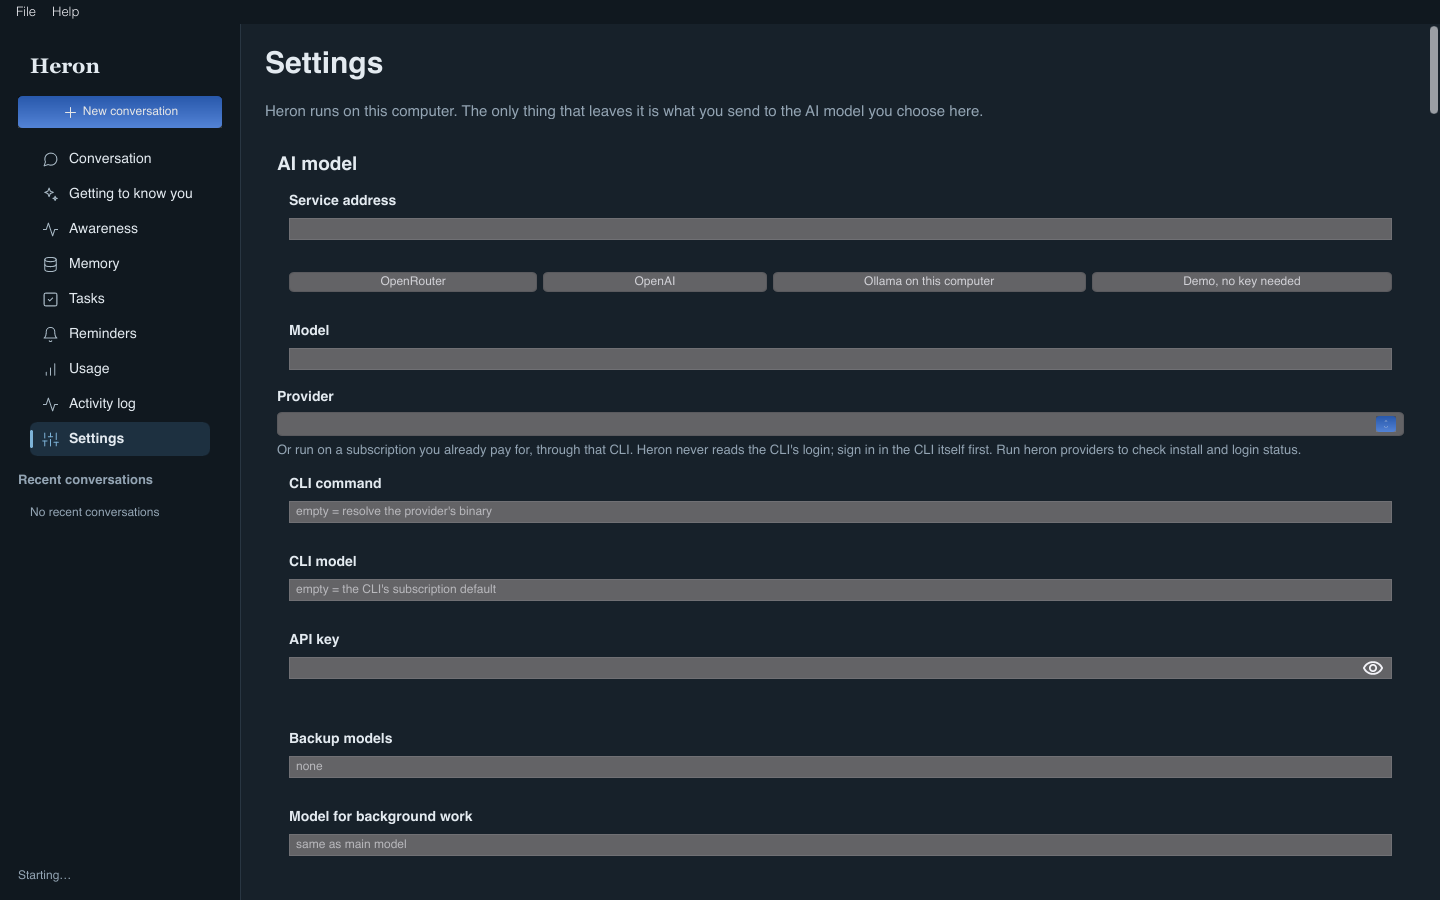 File Help
Heron
New conversation
Conversation
Getting to know you
Awareness
Memory
Tasks
Reminders
Usage
Activity log
Settings
Recent conversations
No recent conversations
Starting…
Settings
Heron runs on this computer. The only thing that leaves it is what you send to the AI model you choose here.
AI model
Service address
OpenRouter OpenAI Ollama on this computer Demo, no key needed
Model
Provider
Or run on a subscription you already pay for, through that CLI. Heron never reads the CLI's login; sign in in the CLI itself first. Run heron providers to check install and login status.
CLI command
empty = resolve the provider's binary
CLI model
empty = the CLI's subscription default
API key
Backup models
none
Model for background work
same as main model